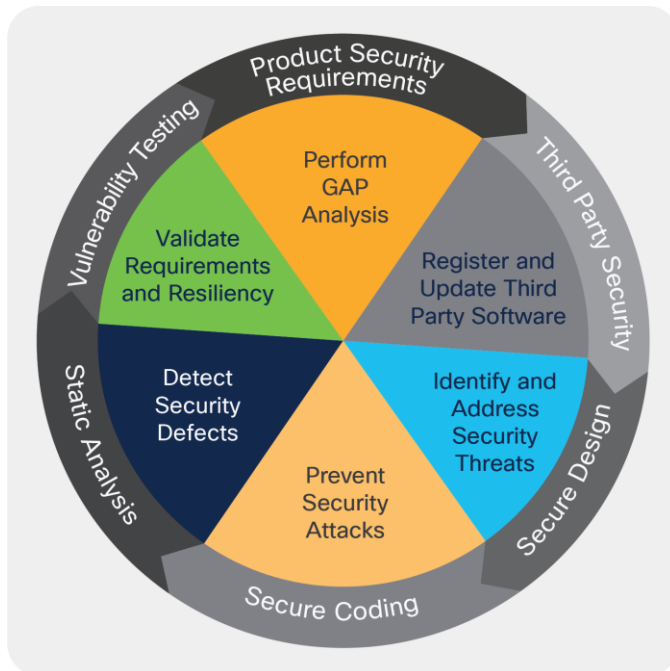 Product Security
Requirements
Third Party Security
Secure Design
Secure Coding
Static Analysis
Vulnerability Testing
Perform
GAP
Analysis
Register and
Update Third
Party Software
Identify and
Address
Security
Threats
Prevent
Security
Attacks
Detect
Security
Defects
Validate
Requirements
and Resiliency